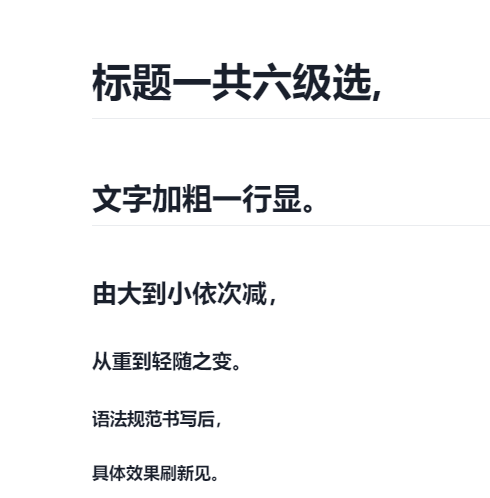 标题一共六级选,
文字加粗一行显。
由大到小依次减,
从重到轻随之变。
语法规范书写后,
具体效果刷新见。